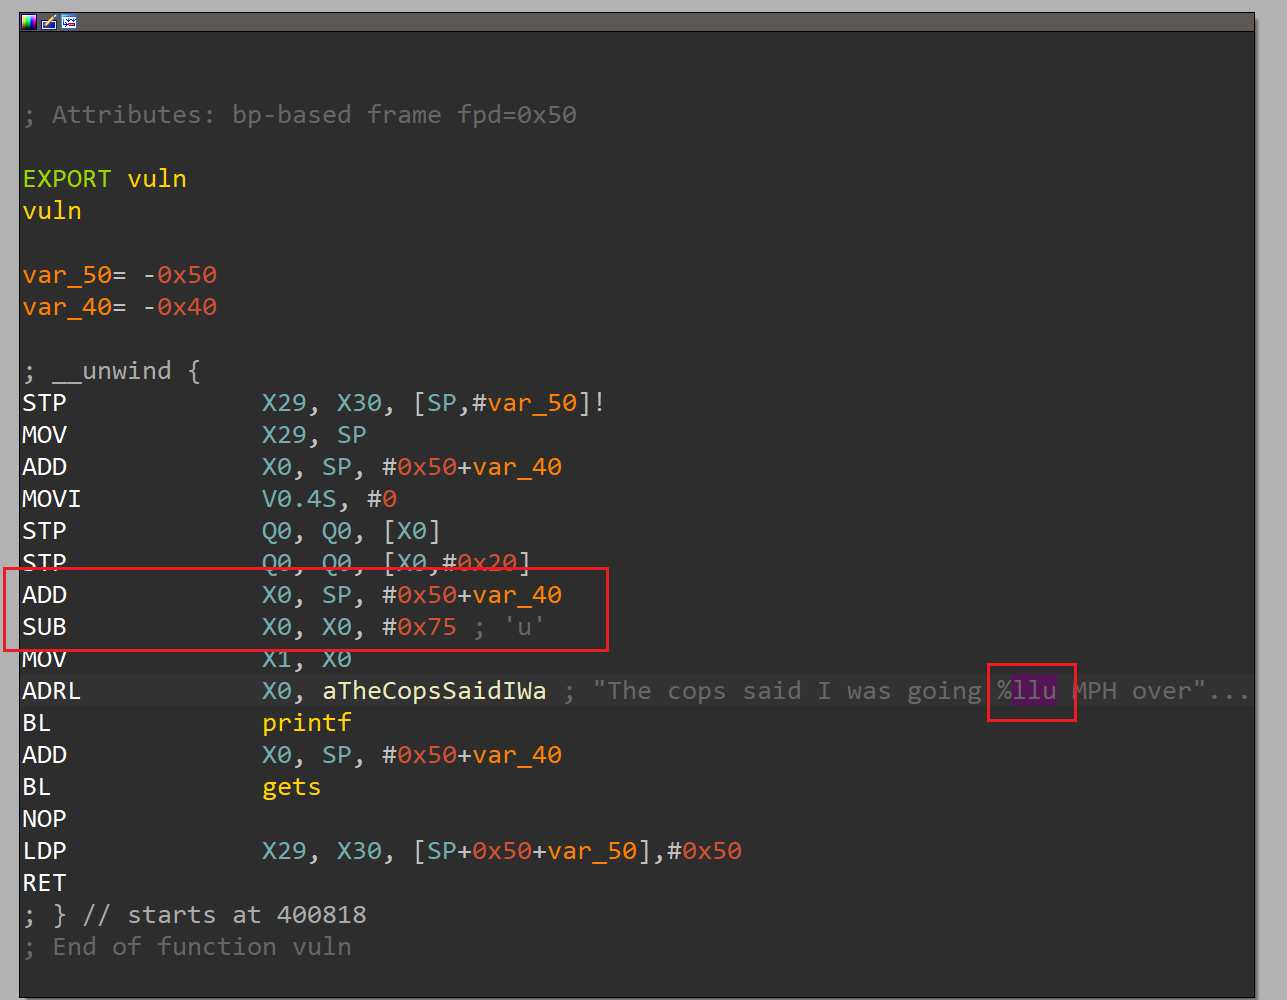 ; Attributes: bp-based frame fpd=0x50
EXPORT vuln
vuln
var_50= -0x50
var_40= -0x40
; __unwind {
STP X29, X30, [SP,#var_50]!
MOV X29, SP
ADD X0, SP, #0x50+var_40
MOVI V0.4S, #0
STP Q0, Q0, [X0]
STP Q0, Q0, [X0,#0x20]
ADD X0, SP, #0x50+var_40
SUB X0, X0, #0x75 ; 'u'
MOV X1, X0
ADRL X0, aTheCopsSaidIWa ; "The cops said I was going %llu MPH over"...
BL printf
ADD X0, SP, #0x50+var_40
BL gets
NOP
LDP X29, X30, [SP+0x50+var_50],#0x50
RET
; } // starts at 400818
; End of function vuln